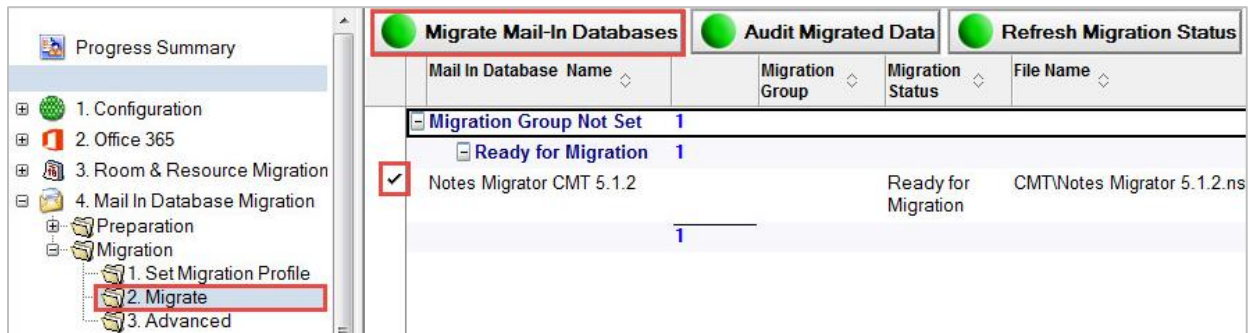 Progress Summary
1. Configuration
2. Office 365
3. Room & Resource Migration
4. Mail In Database Migration
Preparation
Migration
1. Set Migration Profile
2. Migrate
3. Advanced
Migrate Mail-In Databases Audit Migrated Data Refresh Migration Status
Mail In Database Name Migration Group Migration Status File Name
Migration Group Not Set 1
Ready for Migration 1
Notes Migrator CMT 5.1.2 Ready for Migration CMT\Notes Migrator 5.1.2.ns
1